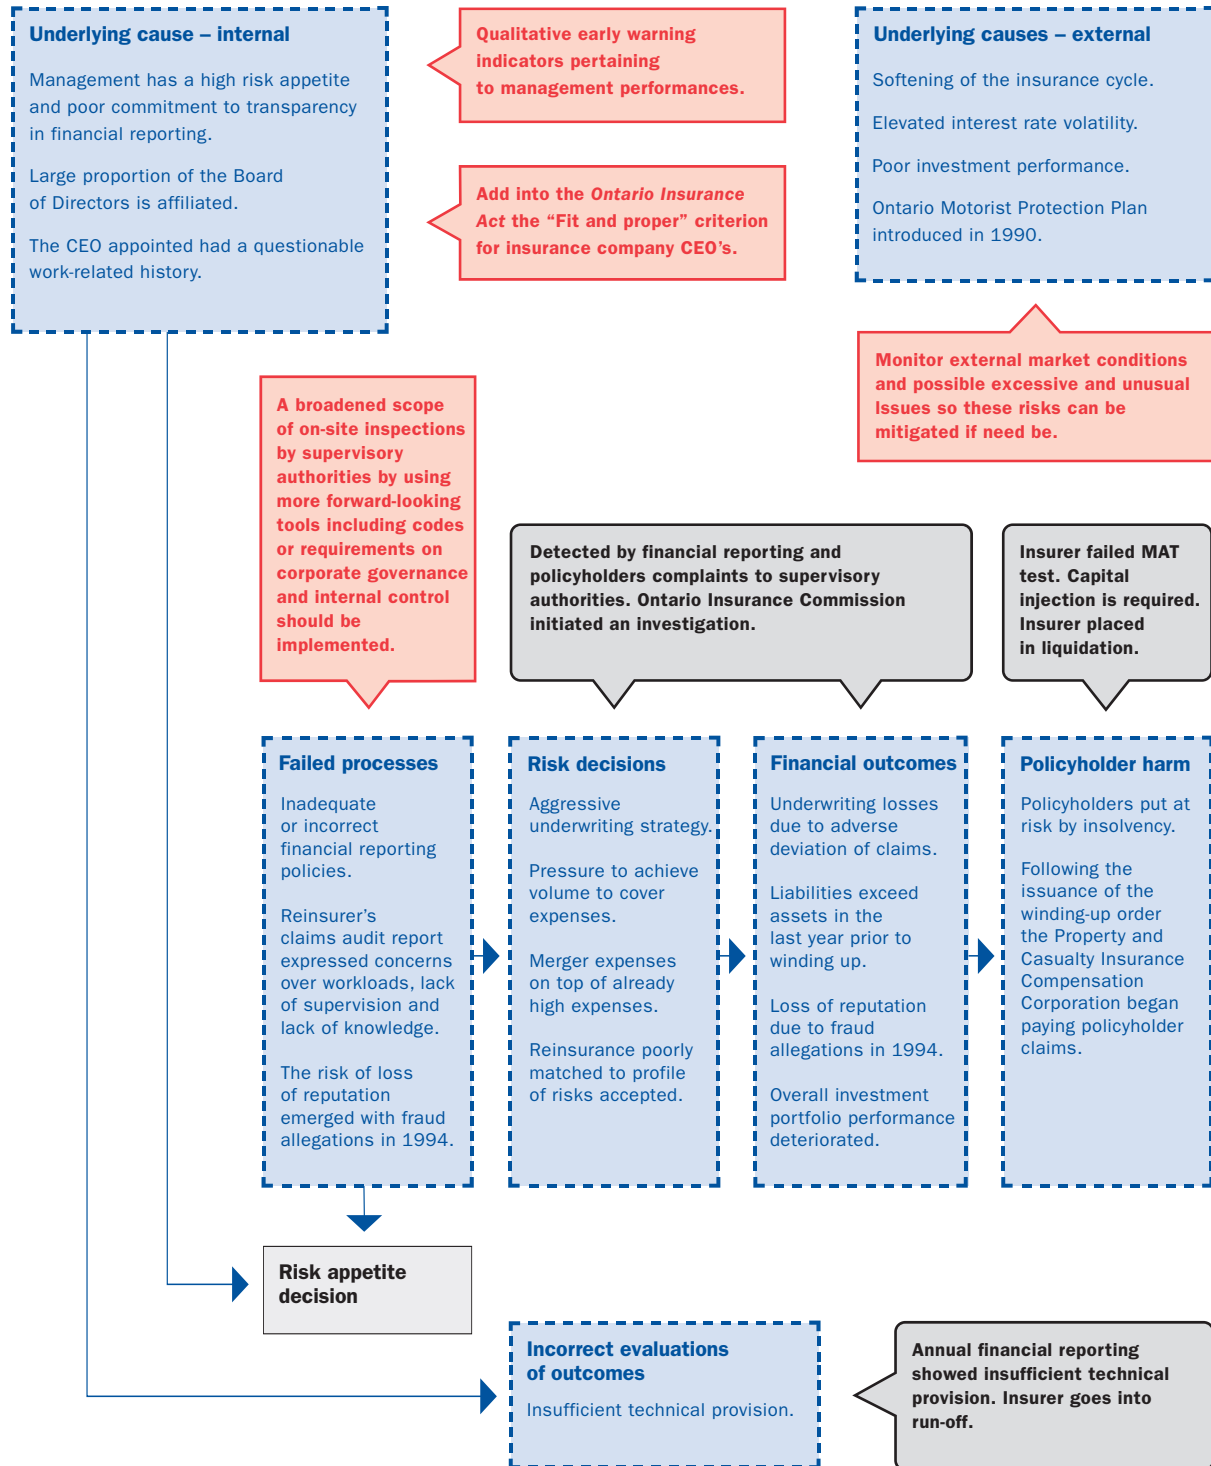 Underlying cause – internal
Management has a high risk appetite
and poor commitment to transparency
in financial reporting.
Large proportion of the Board
of Directors is affiliated.
The CEO appointed had a questionable
work-related history.
Qualitative early warning
indicators pertaining
to management performances.
Add into the Ontario Insurance
Act the “Fit and proper” criterion
for insurance company CEO’s.
Underlying causes – external
Softening of the insurance cycle.
Elevated interest rate volatility.
Poor investment performance.
Ontario Motorist Protection Plan
introduced in 1990.
Monitor external market conditions
and possible excessive and unusual
Issues so these risks can be
mitigated if need be.
A broadened scope
of on-site inspections
by supervisory
authorities by using
more forward-looking
tools including codes
or requirements on
corporate governance
and internal control
should be
implemented.
Detected by financial reporting and
policyholders complaints to supervisory
authorities. Ontario Insurance Commission
initiated an investigation.
Insurer failed MAT
test. Capital
injection is required.
Insurer placed
in liquidation.
Failed processes
Inadequate
or incorrect
financial reporting
policies.
Reinsurer’s
claims audit report
expressed concerns
over workloads, lack
of supervision and
lack of knowledge.
The risk of loss
of reputation
emerged with fraud
allegations in 1994.
Risk decisions
Aggressive
underwriting strategy.
Pressure to achieve
volume to cover
expenses.
Merger expenses
on top of already
high expenses.
Reinsurance poorly
matched to profile
of risks accepted.
Financial outcomes
Underwriting losses
due to adverse
deviation of claims.
Liabilities exceed
assets in the
last year prior to
winding up.
Loss of reputation
due to fraud
allegations in 1994.
Overall investment
portfolio performance
deteriorated.
Policyholder harm
Policyholders put at
risk by insolvency.
Following the
issuance of the
winding-up order
the Property and
Casualty Insurance
Compensation
Corporation began
paying policyholder
claims.
Risk appetite
decision
Incorrect evaluations
of outcomes
Insufficient technical provision.
Annual financial reporting
showed insufficient technical
provision. Insurer goes into
run-off.